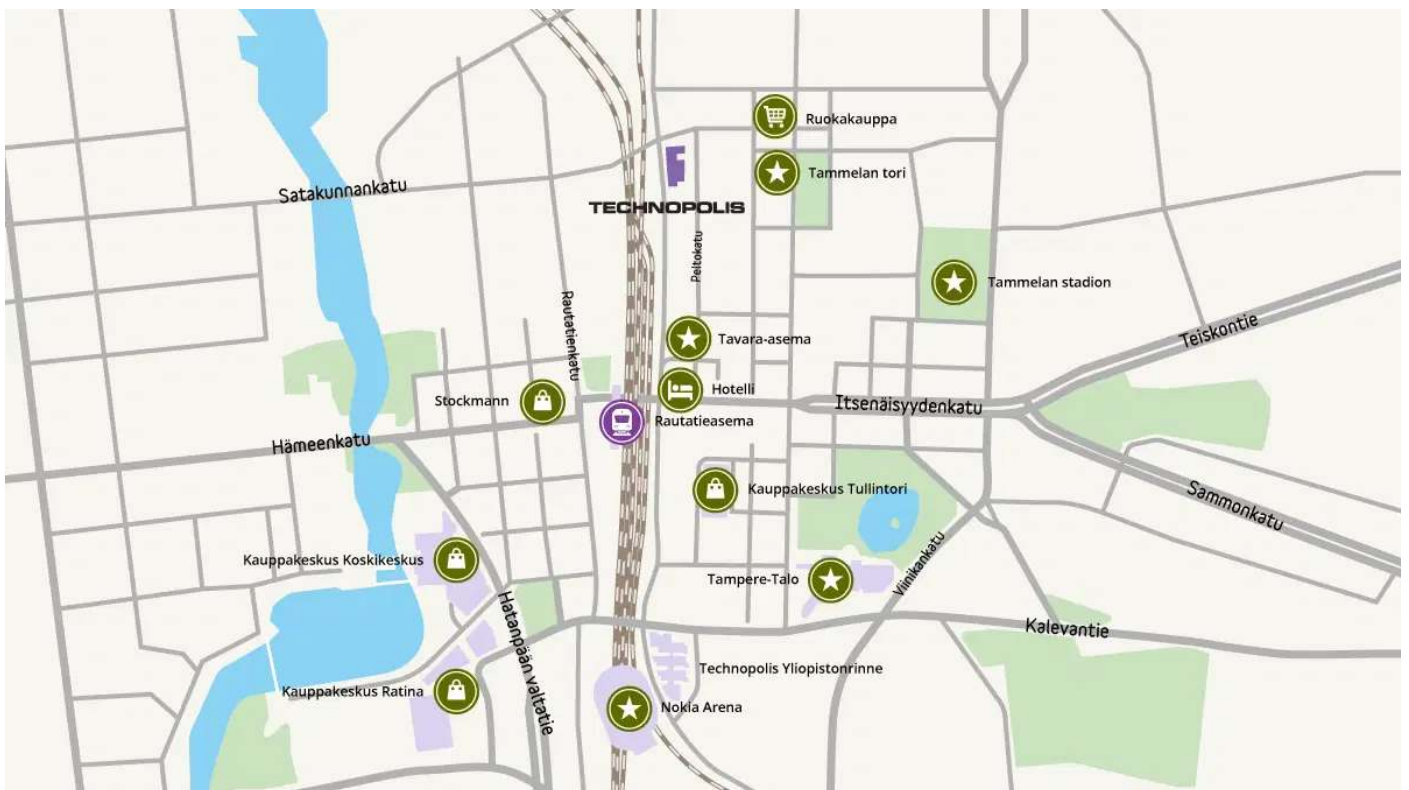 Ruokakauppa
Tammelan tori
Satakunnankatu
TECHNOPOLIS
Peltokatu
Tammelan stadion
Rautatienkatu
Teiskontie
Tavara-asema
Hotelli
Stockmann
Itsenäisyydenkatu
Rautatieasema
Hämeenkatu
Kauppakeskus Tullintori
Sammonkatu
Kauppakeskus Koskikeskus
Tampere-Talo
Viinikankatu
Hatanpään valtatie
Kalevantie
Technopolis Yliopistonrinne
Kauppakeskus Ratina
Nokia Arena